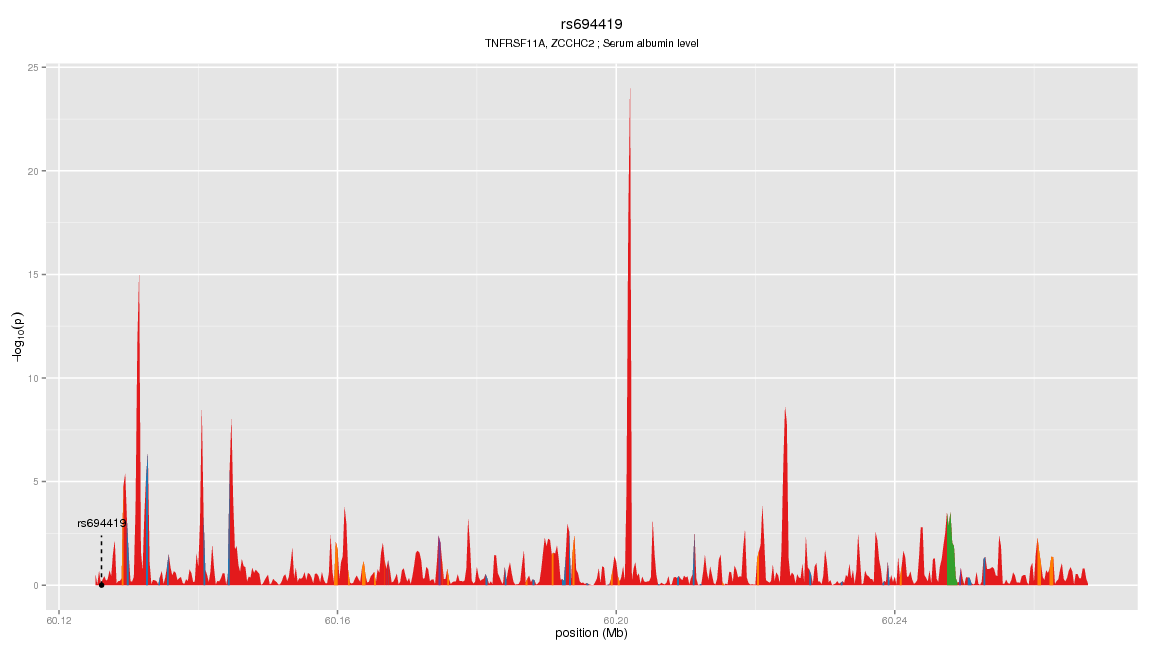 rs694419
TNFRSF11A, ZCCHC2 ; Serum albumin level
25
20
15
10
5
0
−log10(p)
rs694419
60.12
60.16
60.20
60.24
position (Mb)